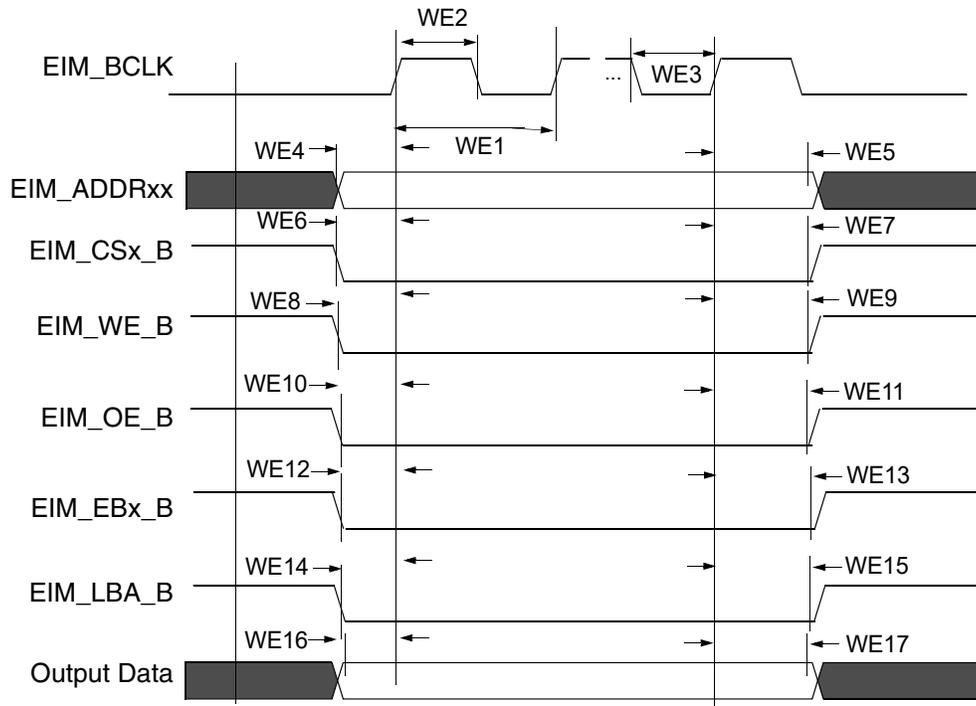 WE2
EIM_BCLK
...
WE3
WE1
WE4
WE5
EIM_ADDRxx
WE6
WE7
EIM_CSx_B
WE8
WE9
EIM_WE_B
WE10
WE11
EIM_OE_B
WE12
WE13
EIM_EBx_B
WE14
WE15
EIM_LBA_B
WE16
WE17
Output Data